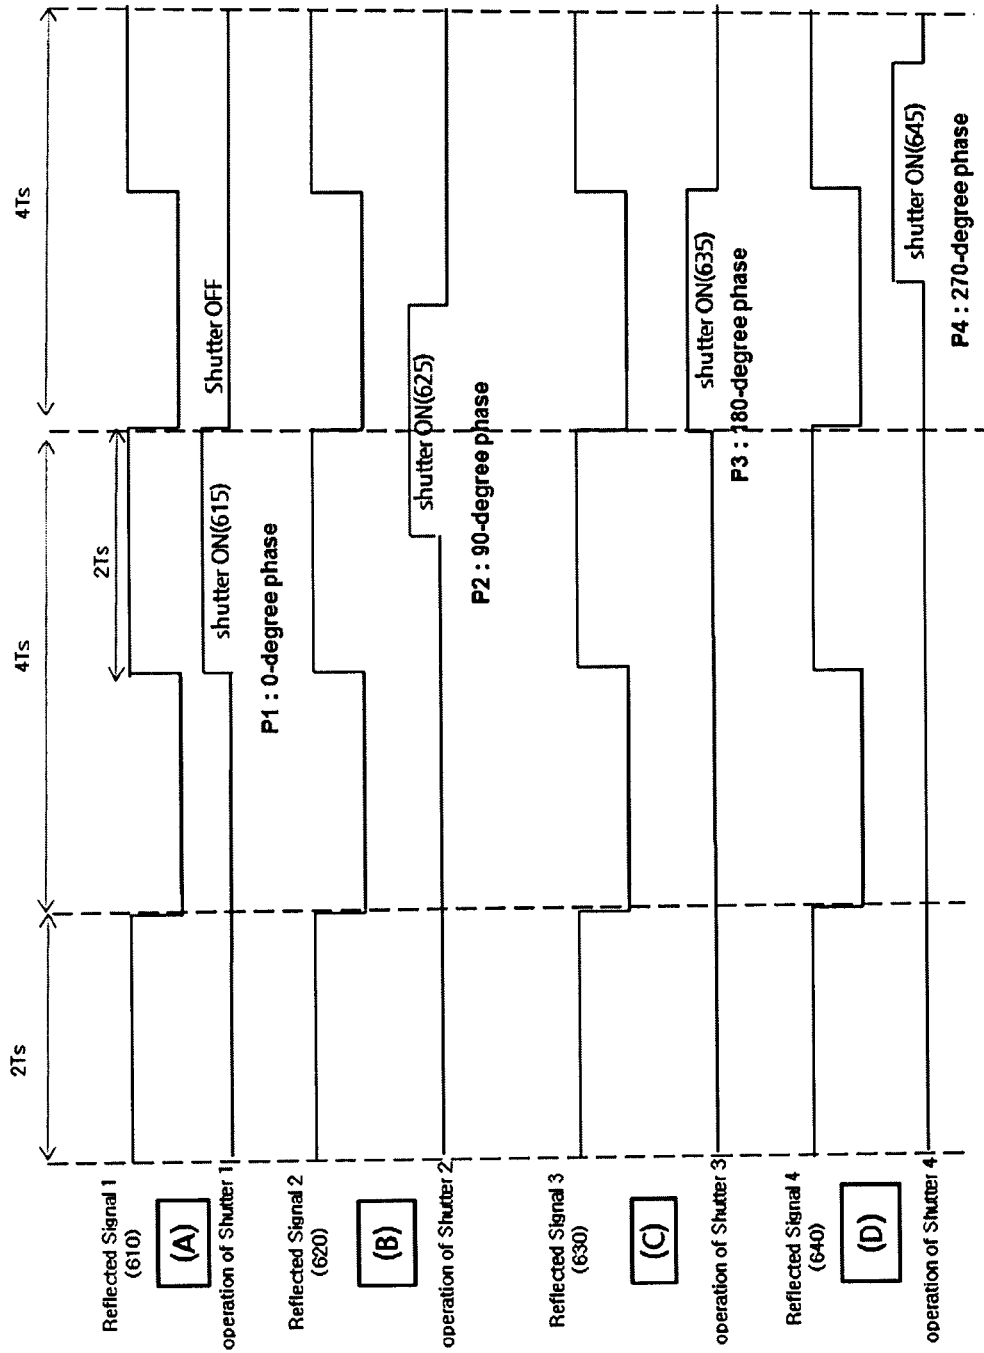 2Ts
4Ts
4Ts
2Ts
Reflected Signal 1
(610)
(A)
operation of Shutter 1
shutter ON(615)
Shutter OFF
P1 : 0-degree phase
Reflected Signal 2
(620)
(B)
operation of Shutter 2
shutter ON(625)
P2 : 90-degree phase
Reflected Signal 3
(630)
(C)
operation of Shutter 3
shutter ON(635)
P3 : 180-degree phase
Reflected Signal 4
(640)
(D)
operation of Shutter 4
shutter ON(645)
P4 : 270-degree phase